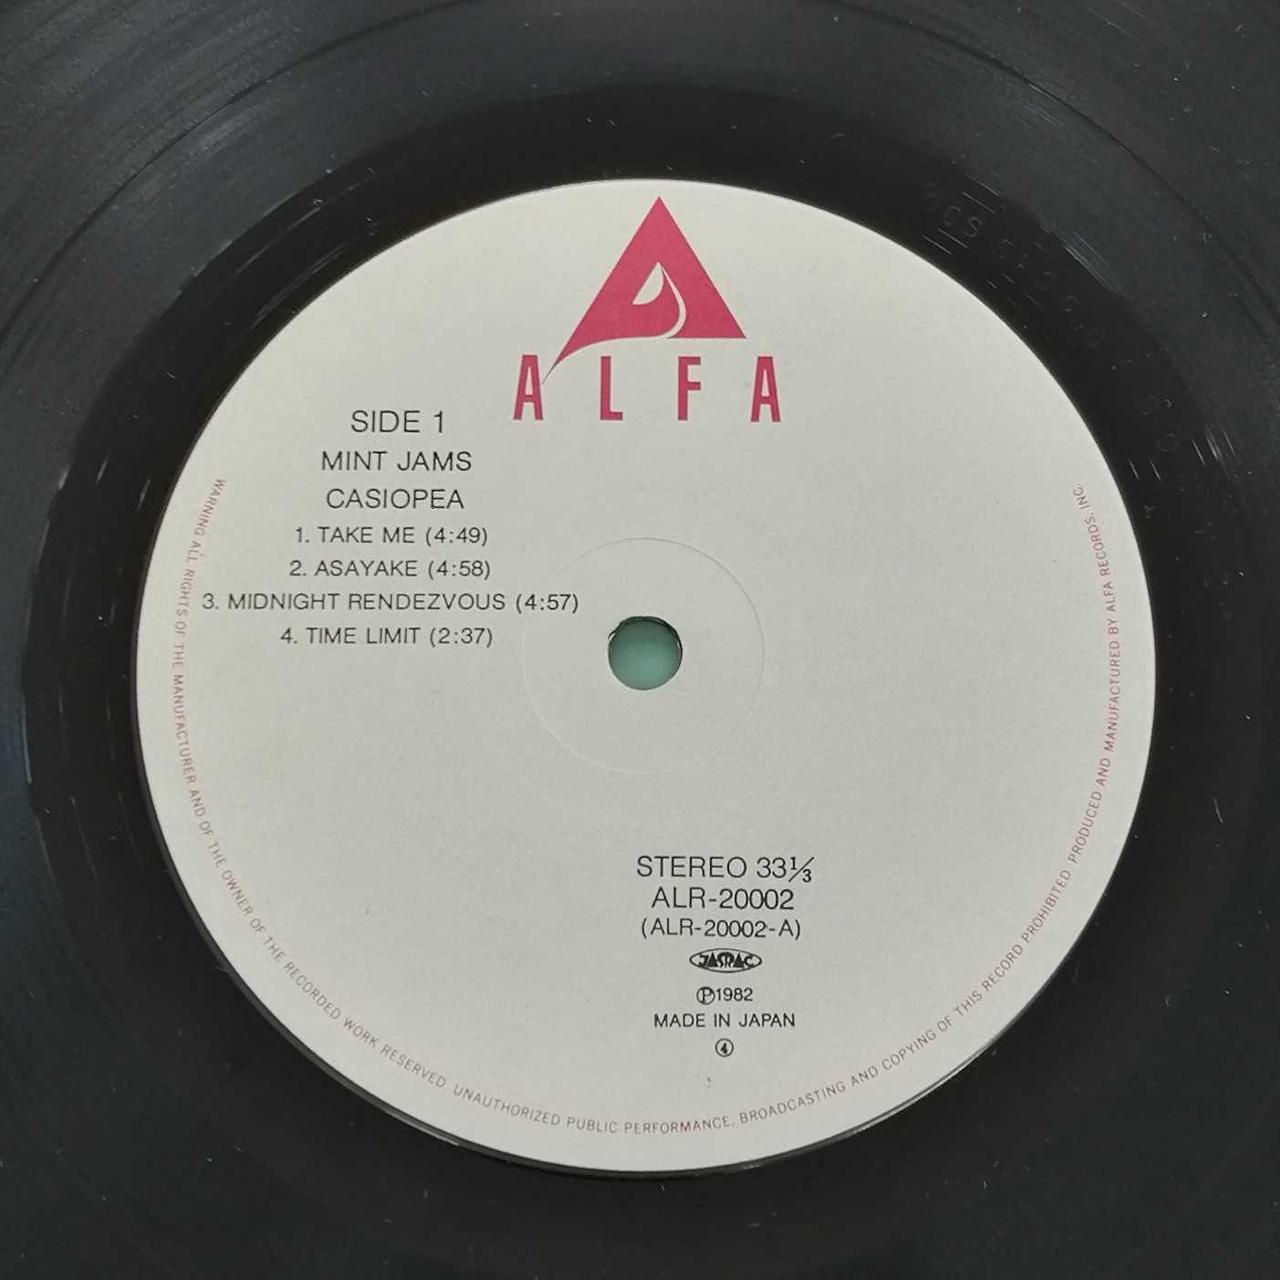 ALFA
SIDE 1
MINT JAMS
CASIOPEA
1. TAKE ME (4:49)
2. ASAYAKE (4:58)
3. MIDNIGHT RENDEZVOUS (4:57)
4. TIME LIMIT (2:37)
STEREO 33⅓
ALR-20002
(ALR-20002-A)
JASRAC
Ⓟ1982
MADE IN JAPAN
④
WARNING ALL RIGHTS OF THE MANUFACTURER AND OF THE OWNER OF THE RECORDED WORK RESERVED. UNAUTHORIZED PUBLIC PERFORMANCE, BROADCASTING AND COPYING OF THIS RECORD PROHIBITED. PRODUCED AND MANUFACTURED BY ALFA RECORDS, INC.